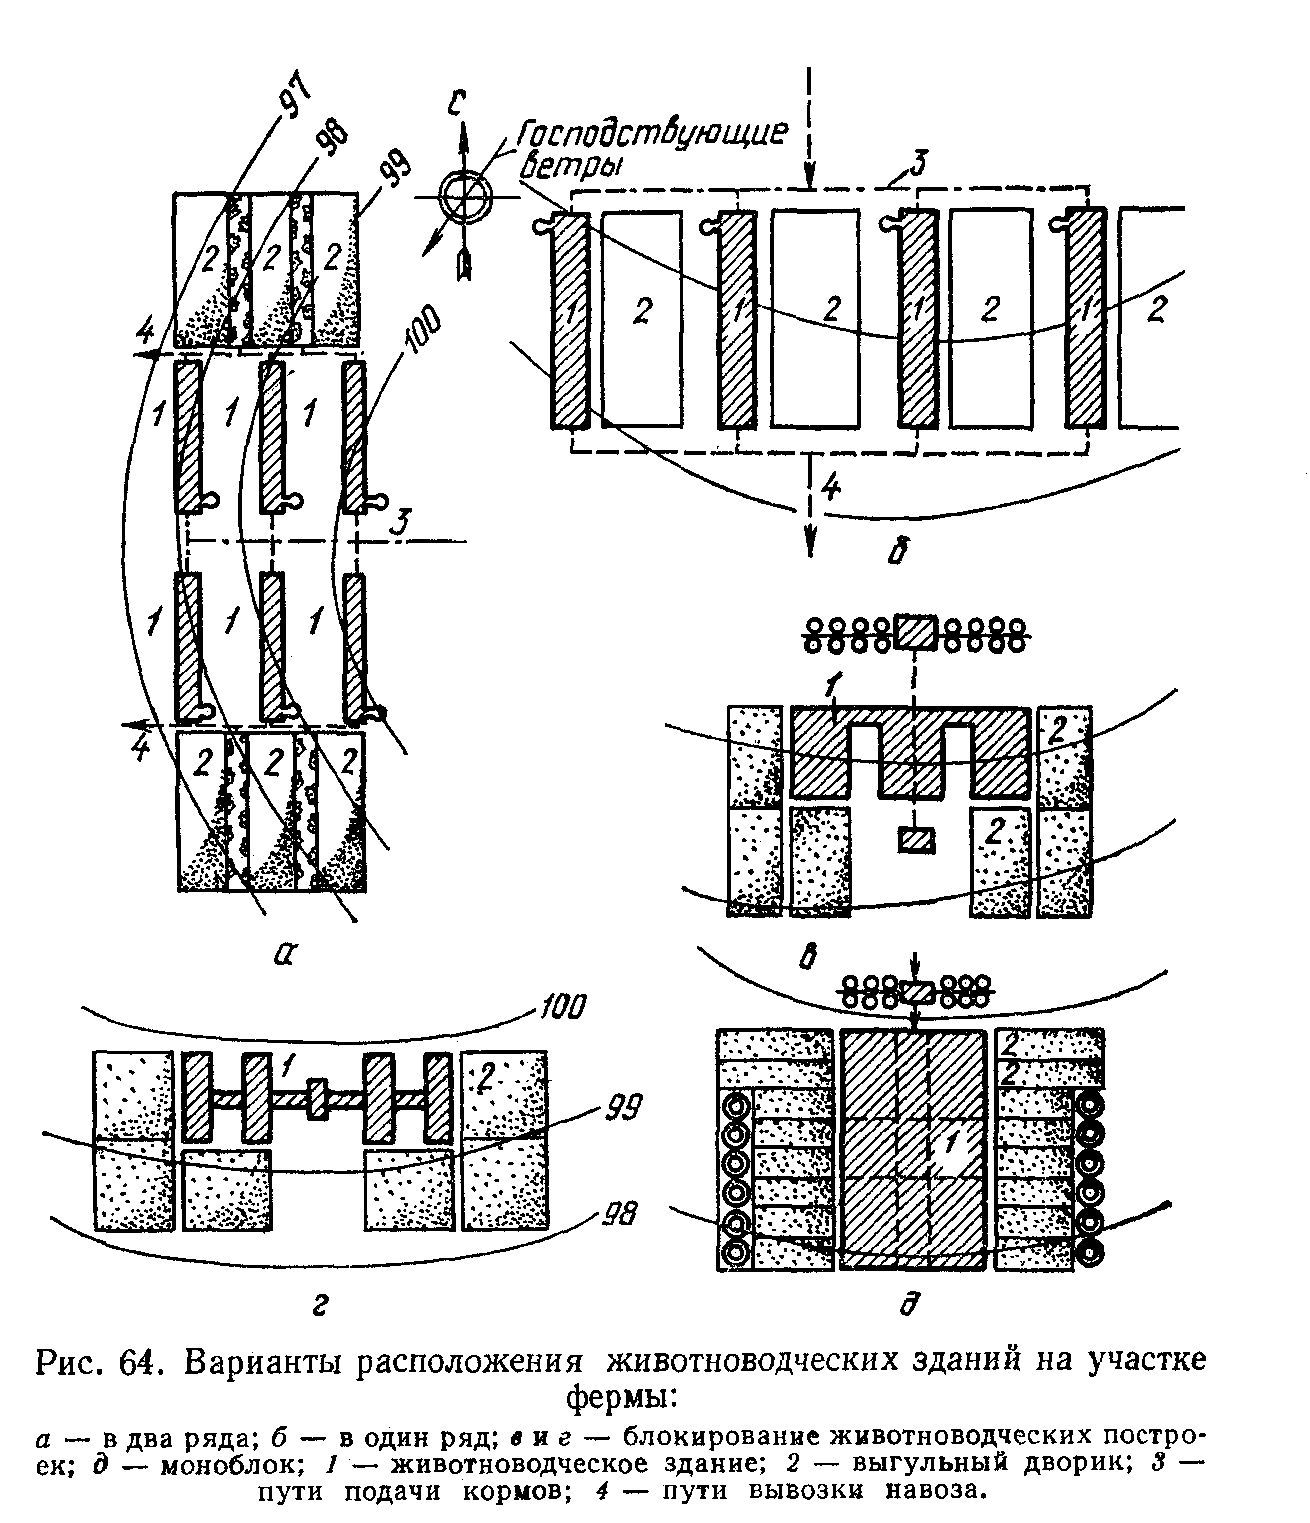 97
98
99
С
Господствующие
ветры
3
2 2 2
1 2 1 2 1 2 1 2
4
100
1 1 1
4
3
б
1 1 1
1
4
2 2 2
2
2
а
в
100
1
2
2
2
99
1
98
г
д
Рис. 64. Варианты расположения животноводческих зданий на участке
фермы:
а — в два ряда; б — в один ряд; в и г — блокирование животноводческих постро-
ек; д — моноблок; 1 — животноводческое здание; 2 — выгульный дворик; 3 —
пути подачи кормов; 4 — пути вывозки навоза.